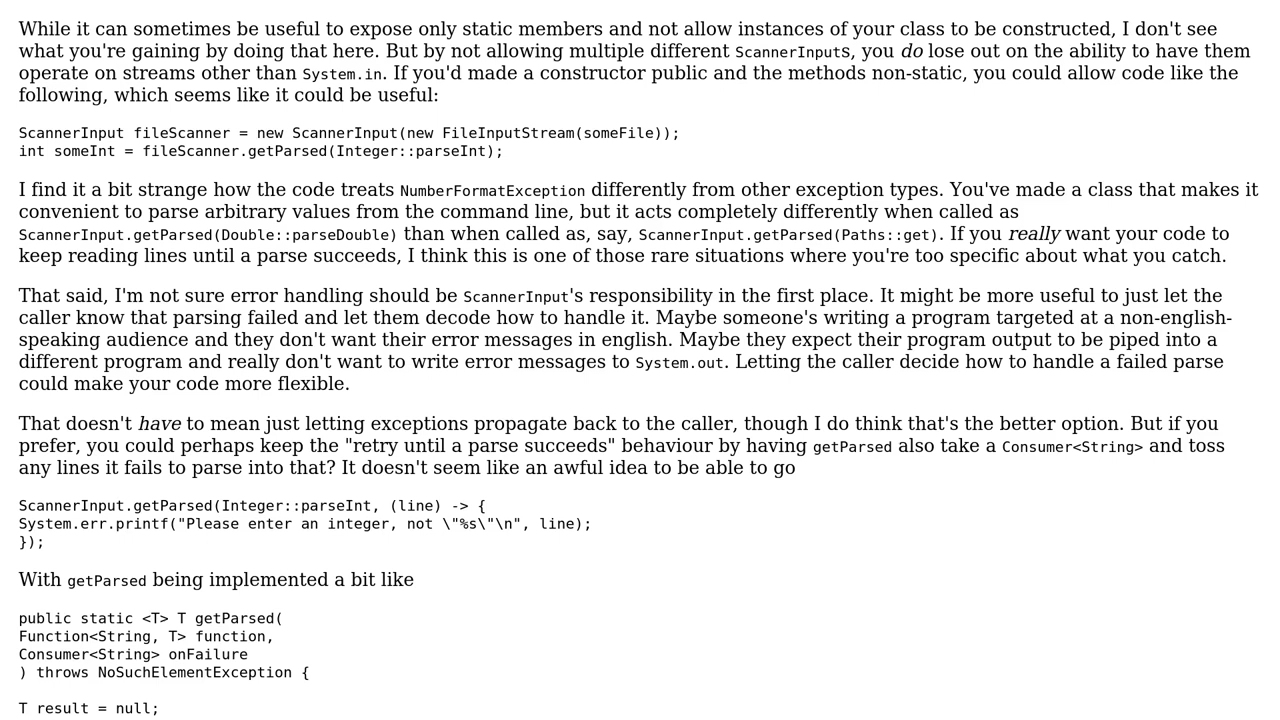 While it can sometimes be useful to expose only static members and not allow instances of your class to be constructed, I don't see
what you're gaining by doing that here. But by not allowing multiple different ScannerInputs, you do lose out on the ability to have them
operate on streams other than System.in. If you'd made a constructor public and the methods non-static, you could allow code like the
following, which seems like it could be useful:
ScannerInput fileScanner = new ScannerInput(new FileInputStream(someFile));
int someInt = fileScanner.getParsed(Integer::parseInt);
I find it a bit strange how the code treats NumberFormatException differently from other exception types. You've made a class that makes it
convenient to parse arbitrary values from the command line, but it acts completely differently when called as
ScannerInput.getParsed(Double::parseDouble) than when called as, say, ScannerInput.getParsed(Paths::get). If you really want your code to
keep reading lines until a parse succeeds, I think this is one of those rare situations where you're too specific about what you catch.
That said, I'm not sure error handling should be ScannerInput's responsibility in the first place. It might be more useful to just let the
caller know that parsing failed and let them decode how to handle it. Maybe someone's writing a program targeted at a non-english-
speaking audience and they don't want their error messages in english. Maybe they expect their program output to be piped into a
different program and really don't want to write error messages to System.out. Letting the caller decide how to handle a failed parse
could make your code more flexible.
That doesn't have to mean just letting exceptions propagate back to the caller, though I do think that's the better option. But if you
prefer, you could perhaps keep the "retry until a parse succeeds" behaviour by having getParsed also take a Consumer<String> and toss
any lines it fails to parse into that? It doesn't seem like an awful idea to be able to go
ScannerInput.getParsed(Integer::parseInt, (line) -> {
System.err.printf("Please enter an integer, not \"%s\"\n", line);
});
With getParsed being implemented a bit like
public static <T> T getParsed(
Function<String, T> function,
Consumer<String> onFailure
) throws NoSuchElementException {
T result = null;